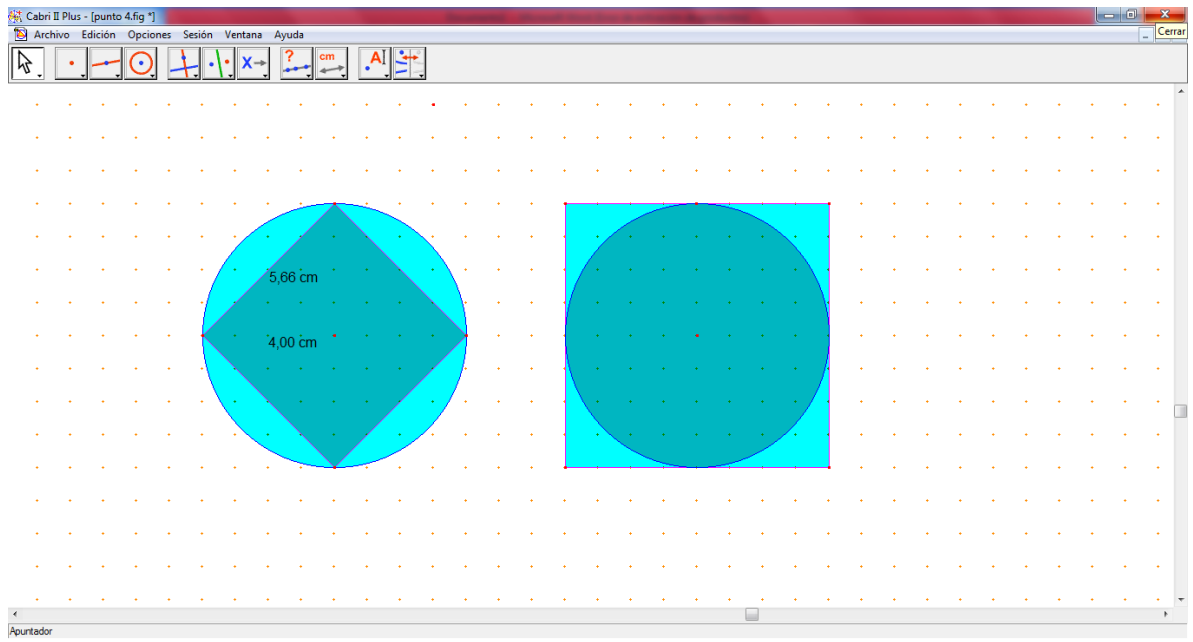 Cabri II Plus - [punto 4.fig *]
Archivo Edición Opciones Sesión Ventana Ayuda
Cerrar
X ? cm A
5,66 cm
4,00 cm
Apuntador